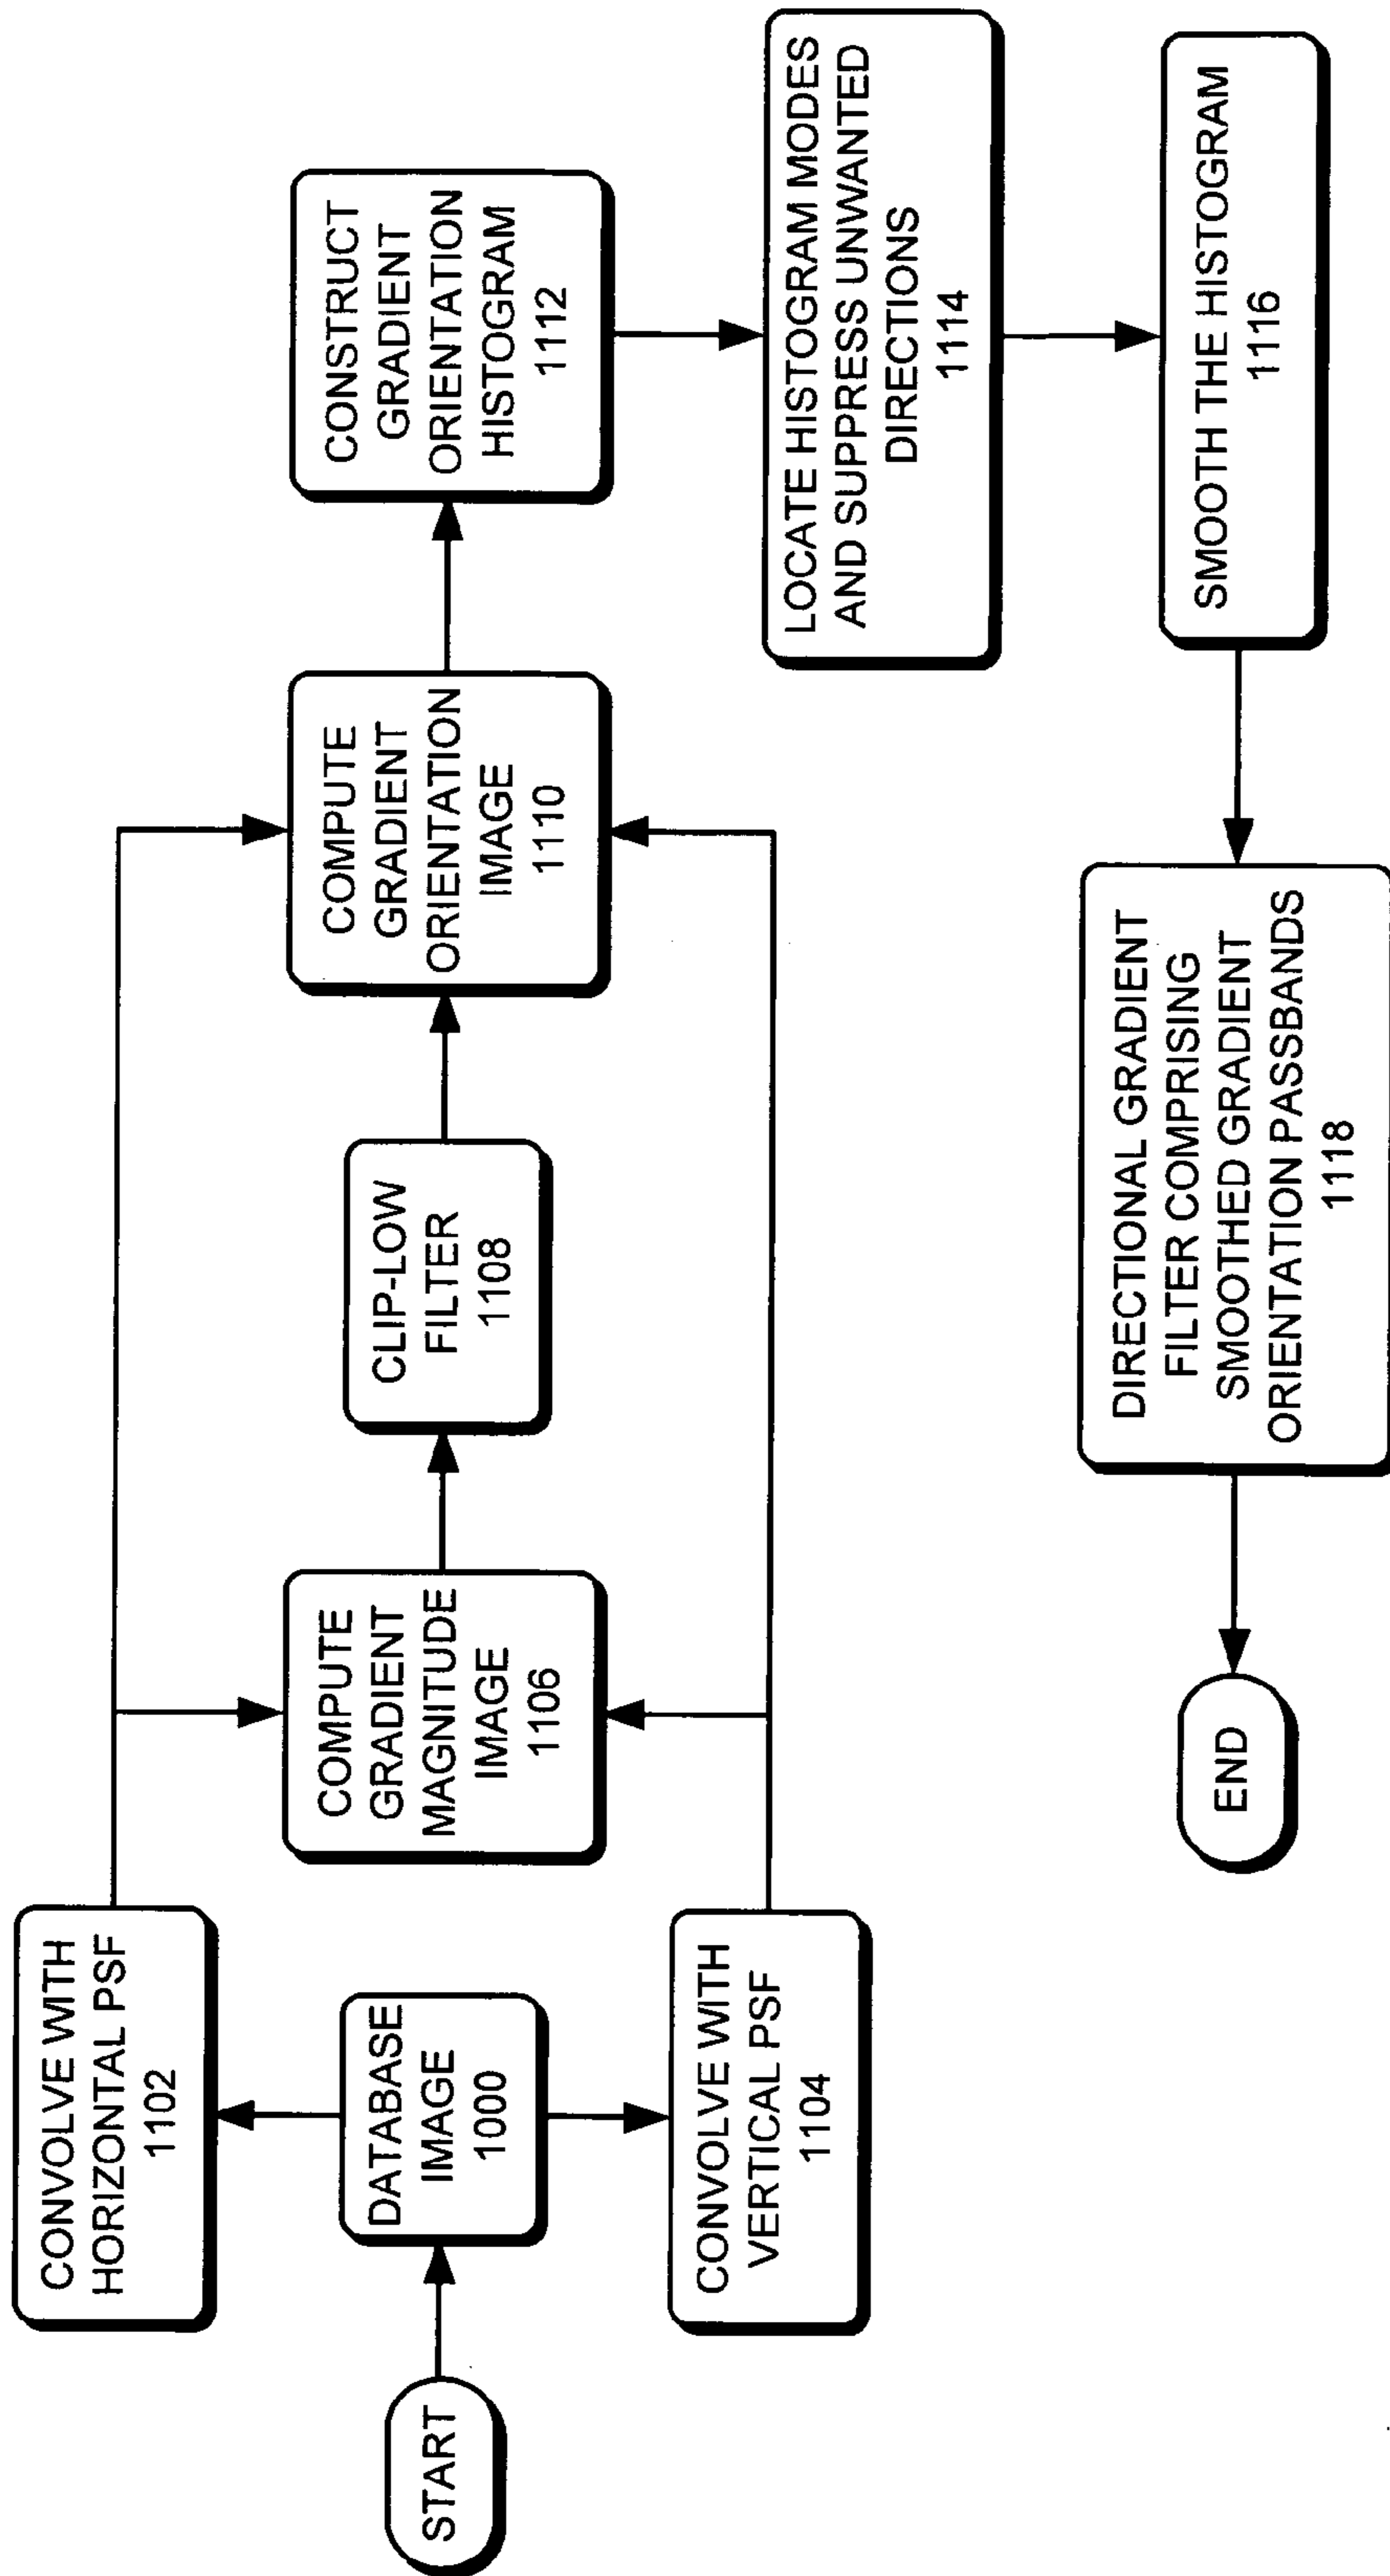 START
DATABASE
IMAGE
1000
CONVOLVE WITH
HORIZONTAL PSF
1102
CONVOLVE WITH
VERTICAL PSF
1104
COMPUTE
GRADIENT
MAGNITUDE
IMAGE
1106
CLIP-LOW
FILTER
1108
COMPUTE
GRADIENT
ORIENTATION
IMAGE
1110
CONSTRUCT
GRADIENT
ORIENTATION
HISTOGRAM
1112
LOCATE HISTOGRAM MODES
AND SUPPRESS UNWANTED
DIRECTIONS
1114
SMOOTH THE HISTOGRAM
1116
DIRECTIONAL GRADIENT
FILTER COMPRISING
SMOOTHED GRADIENT
ORIENTATION PASSBANDS
1118
END